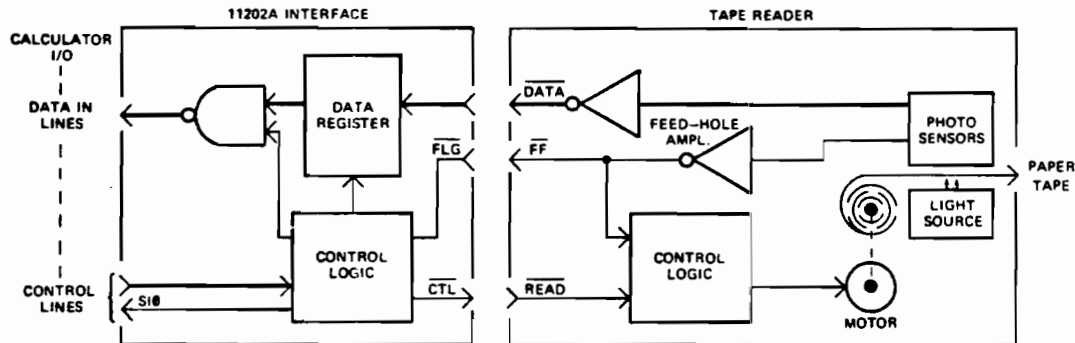 11202A INTERFACE
TAPE READER
CALCULATOR
I/O
DATA IN
LINES
CONTROL
LINES
SI0
DATA
REGISTER
FLG
CONTROL
LOGIC
CTL
DATA
FF
FEED-HOLE
AMPL.
READ
CONTROL
LOGIC
PHOTO
SENSORS
LIGHT
SOURCE
PAPER
TAPE
MOTOR